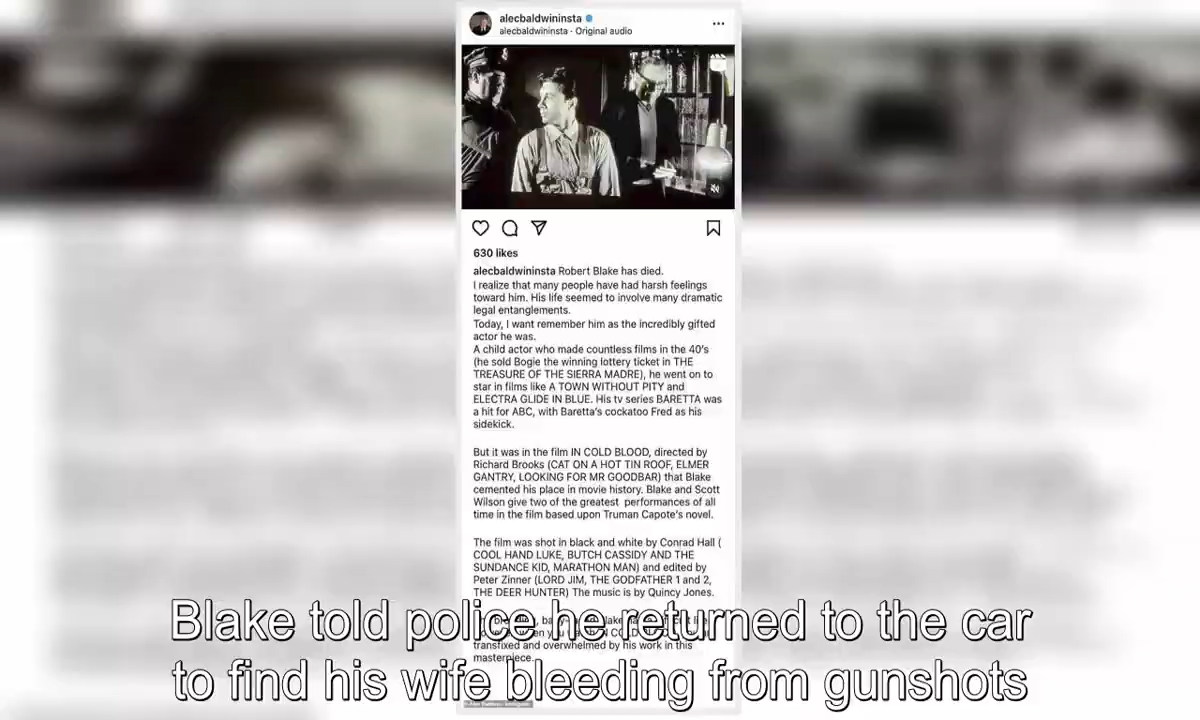 alecbaldwininsta
alecbaldwininsta · Original audio
630 likes
alecbaldwininsta Robert Blake has died.
I realize that many people have had harsh feelings
toward him. His life seemed to involve many dramatic
legal entanglements.
Today, I want remember him as the incredibly gifted
actor he was.
A child actor who made countless films in the 40's
(he sold Bogie the winning lottery ticket in THE
TREASURE OF THE SIERRA MADRE), he went on to
star in films like A TOWN WITHOUT PITY and
ELECTRA GLIDE IN BLUE. His tv series BARETTA was
a hit for ABC, with Baretta's cockatoo Fred as his
sidekick.
But it was in the film IN COLD BLOOD, directed by
Richard Brooks (CAT ON A HOT TIN ROOF, ELMER
GANTRY, LOOKING FOR MR GOODBAR) that Blake
cemented his place in movie history. Blake and Scott
Wilson give two of the greatest performances of all
time in the film based upon Truman Capote's novel.
The film was shot in black and white by Conrad Hall (
COOL HAND LUKE, BUTCH CASSIDY AND THE
SUNDANCE KID, MARATHON MAN) and edited by
Peter Zinner (LORD JIM, THE GODFATHER 1 and 2,
THE DEER HUNTER) The music is by Quincy Jones.
transfixed and overwhelmed by his work in this
masterpiece.
Blake told police he returned to the car
to find his wife bleeding from gunshots